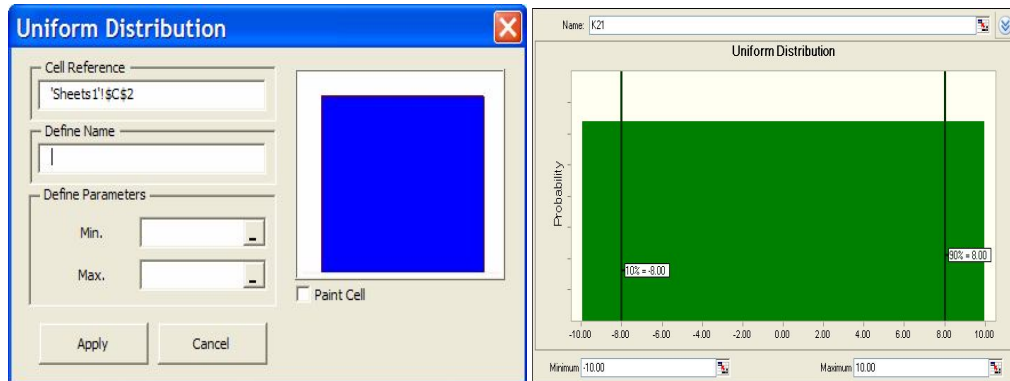 Uniform Distribution
Cell Reference
'Sheets1'!$C$2
Define Name
Define Parameters
Min.
Max.
Paint Cell
Apply
Cancel
Name: K21
Uniform Distribution
Probability
10% = -8.00
90% = 8.00
-10.00 -8.00 -6.00 -4.00 -2.00 0.00 2.00 4.00 6.00 8.00 10.00
Minimum -10.00 Maximum 10.00